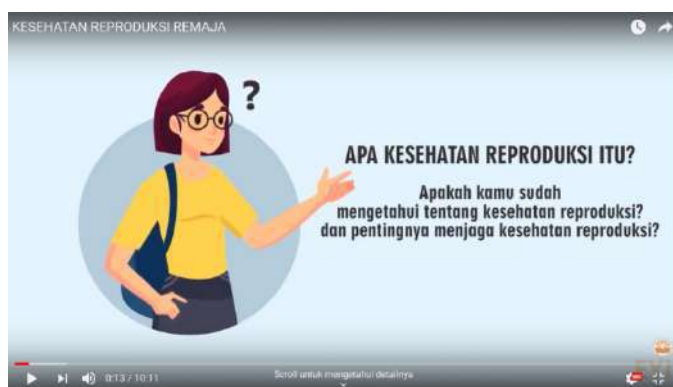 KESEHATAN REPRODUKSI REMAJA
?
APA KESEHATAN REPRODUKSI ITU?
Apakah kamu sudah
mengetahui tentang kesehatan reproduksi?
dan pentingnya menjaga kesehatan reproduksi?
0:13 / 10:11
Scroll untuk mengetahui detailnya